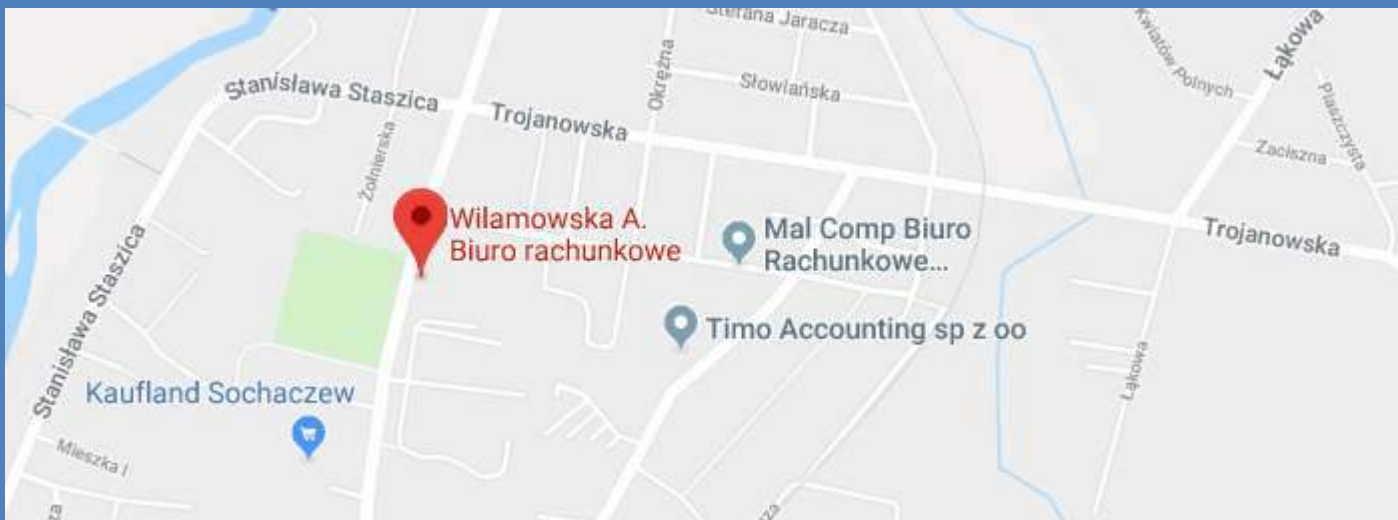 Stefana Jaracza
Łąkowa
Kwiatów Polnych
Okrężna
Słowiańska
Piaszczysta
Stanisława Staszica
Trojanowska
Żołnierska
Zaciszna
Wilamowska A.
Biuro rachunkowe
Mal Comp Biuro
Rachunkowe...
Trojanowska
Stanisława Staszica
Timo Accounting sp z oo
Łąkowa
Kaufland Sochaczew
Mieszka I